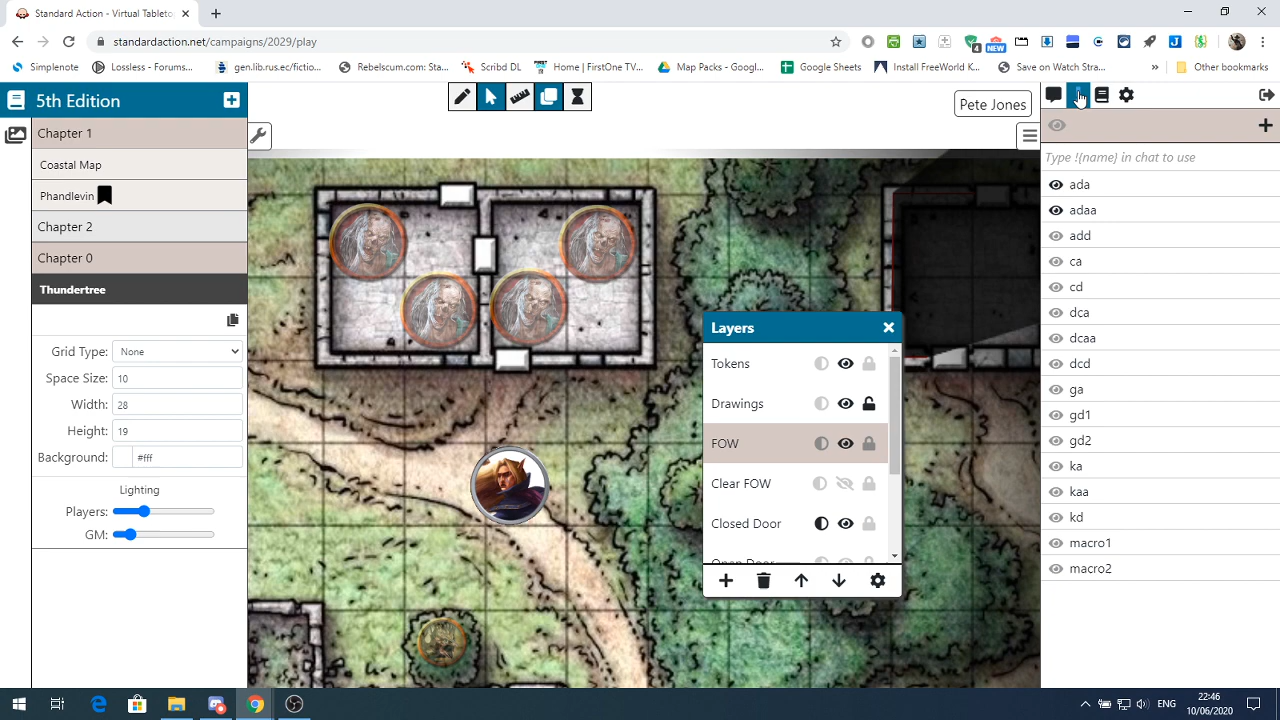 Standard Action - Virtual Tableto
standardaction.net/campaigns/2029/play
4
NEW
Simplenote
Lossless - Forums...
gen.lib.rus.ec/fictio...
Rebelscum.com: Sta...
Scribd DL
Home | FirstOne TV...
Map Packs - Googl...
Google Sheets
Install FreeWorld K...
Save on Watch Stra...
»
Other bookmarks
5th Edition
Chapter 1
Coastal Map
Phandlevin
Chapter 2
Chapter 0
Thundertree
Grid Type: None
Space Size: 10
Width: 28
Height: 19
Background: #fff
Lighting
Players:
GM:
Pete Jones
Layers
Tokens
Drawings
FOW
Clear FOW
Closed Door
Open Door
Type !{name} in chat to use
ada
adaa
add
ca
cd
dca
dcaa
dcd
ga
gd1
gd2
ka
kaa
kd
macro1
macro2
ENG
22:46
10/06/2020